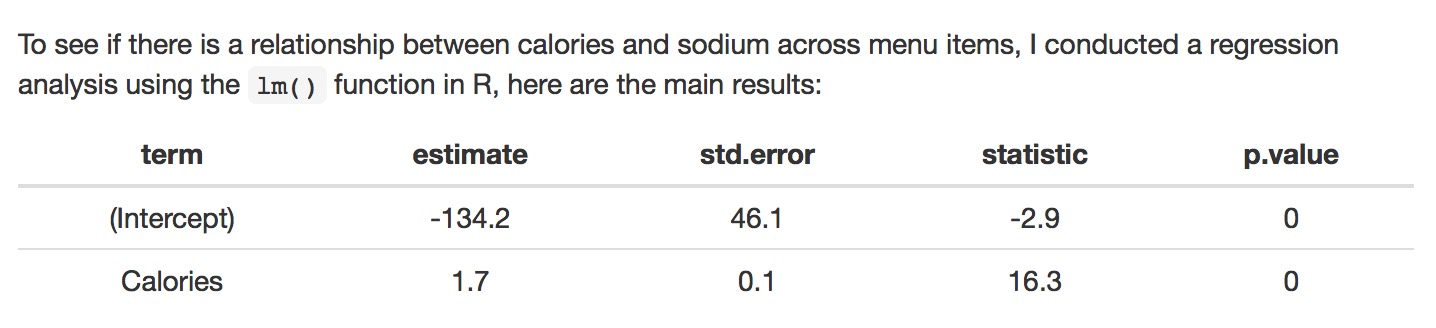 To see if there is a relationship between calories and sodium across menu items, I conducted a regression
analysis using the lm() function in R, here are the main results:
term estimate std.error statistic p.value
(Intercept) -134.2 46.1 -2.9 0
Calories 1.7 0.1 16.3 0